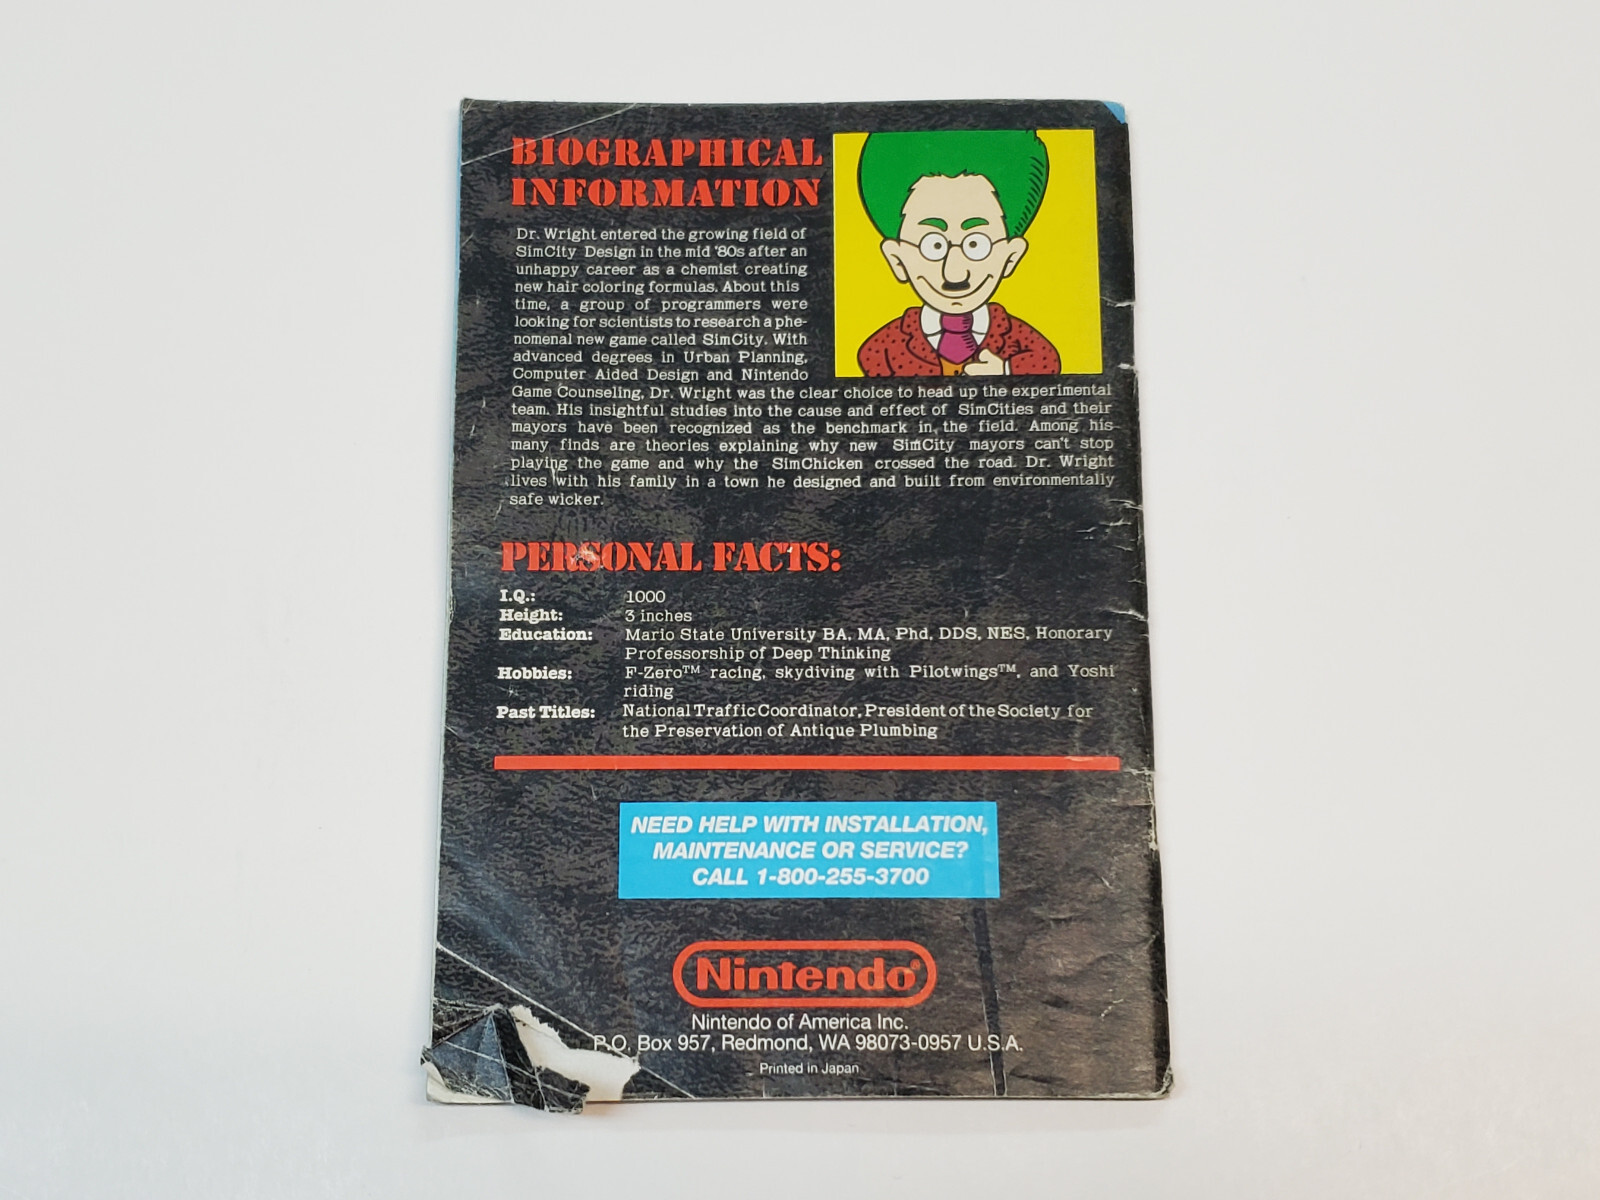 BIOGRAPHICAL
INFORMATION
Dr. Wright entered the growing field of
SimCity Design in the mid '80s after an
unhappy career as a chemist creating
new hair coloring formulas. About this
time, a group of programmers were
looking for scientists to research a phe-
nomenal new game called SimCity. With
advanced degrees in Urban Planning,
Computer Aided Design and Nintendo
Game Counseling, Dr. Wright was the clear choice to head up the experimental
team. His insightful studies into the cause and effect of SimCities and their
mayors have been recognized as the benchmark in the field. Among his
many finds are theories explaining why new SimCity mayors can't stop
playing the game and why the SimChicken crossed the road. Dr. Wright
lives with his family in a town he designed and built from environmentally
safe wicker.
PERSONAL FACTS:
I.Q.: 1000
Height: 3 inches
Education: Mario State University BA, MA, Phd, DDS, NES, Honorary
Professorship of Deep Thinking
Hobbies: F-Zero™ racing, skydiving with Pilotwings™, and Yoshi
riding
Past Titles: National Traffic Coordinator, President of the Society for
the Preservation of Antique Plumbing
NEED HELP WITH INSTALLATION,
MAINTENANCE OR SERVICE?
CALL 1-800-255-3700
Nintendo®
Nintendo of America Inc.
P.O. Box 957, Redmond, WA 98073-0957 U.S.A.
Printed in Japan